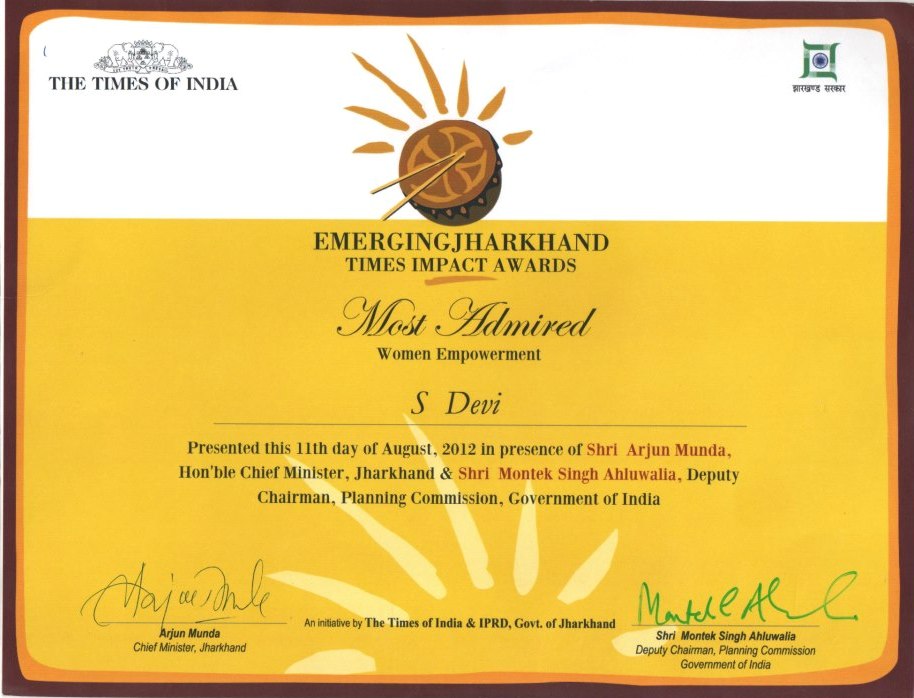 THE TIMES OF INDIA
झारखण्ड सरकार
EMERGINGJHARKHAND
TIMES IMPACT AWARDS
Most Admired
Women Empowerment
S Devi
Presented this 11th day of August, 2012 in presence of Shri Arjun Munda,
Hon'ble Chief Minister, Jharkhand & Shri Montek Singh Ahluwalia, Deputy
Chairman, Planning Commission, Government of India
Arjun Munda
Chief Minister, Jharkhand
An initiative by The Times of India & IPRD, Govt. of Jharkhand
Shri Montek Singh Ahluwalia
Deputy Chairman, Planning Commission
Government of India